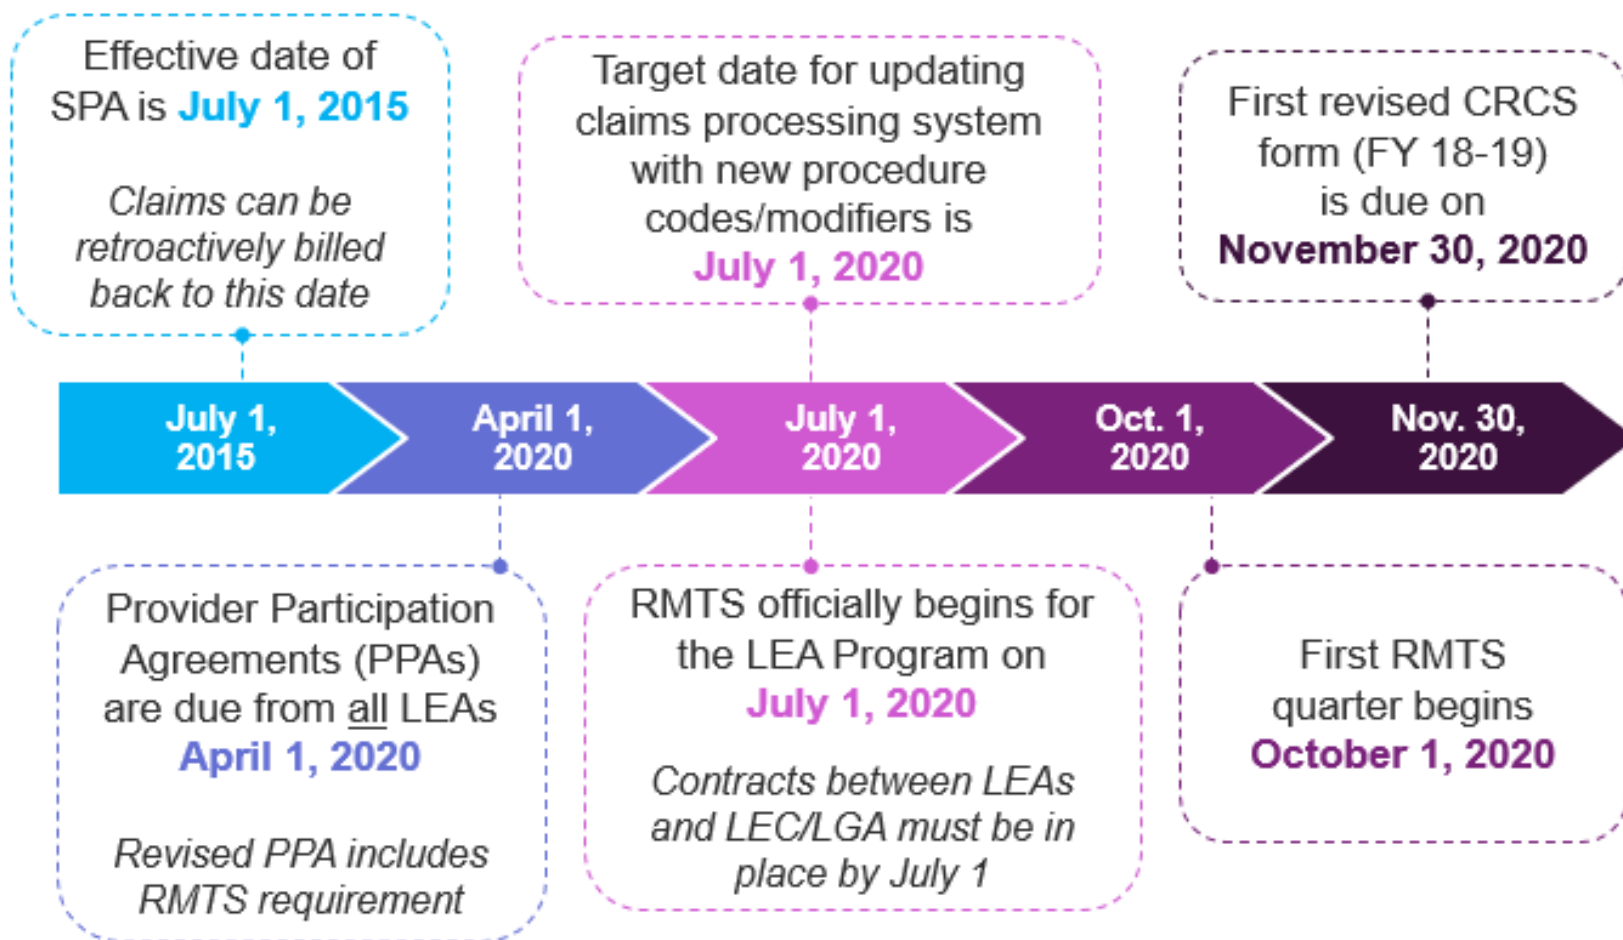 Effective date of
SPA is July 1, 2015
Claims can be
retroactively billed
back to this date
Target date for updating
claims processing system
with new procedure
codes/modifiers is
July 1, 2020
First revised CRCS
form (FY 18-19)
is due on
November 30, 2020
July 1,
2015
April 1,
2020
July 1,
2020
Oct. 1,
2020
Nov. 30,
2020
Provider Participation
Agreements (PPAs)
are due from all LEAs
April 1, 2020
Revised PPA includes
RMTS requirement
RMTS officially begins for
the LEA Program on
July 1, 2020
Contracts between LEAs
and LEC/LGA must be in
place by July 1
First RMTS
quarter begins
October 1, 2020